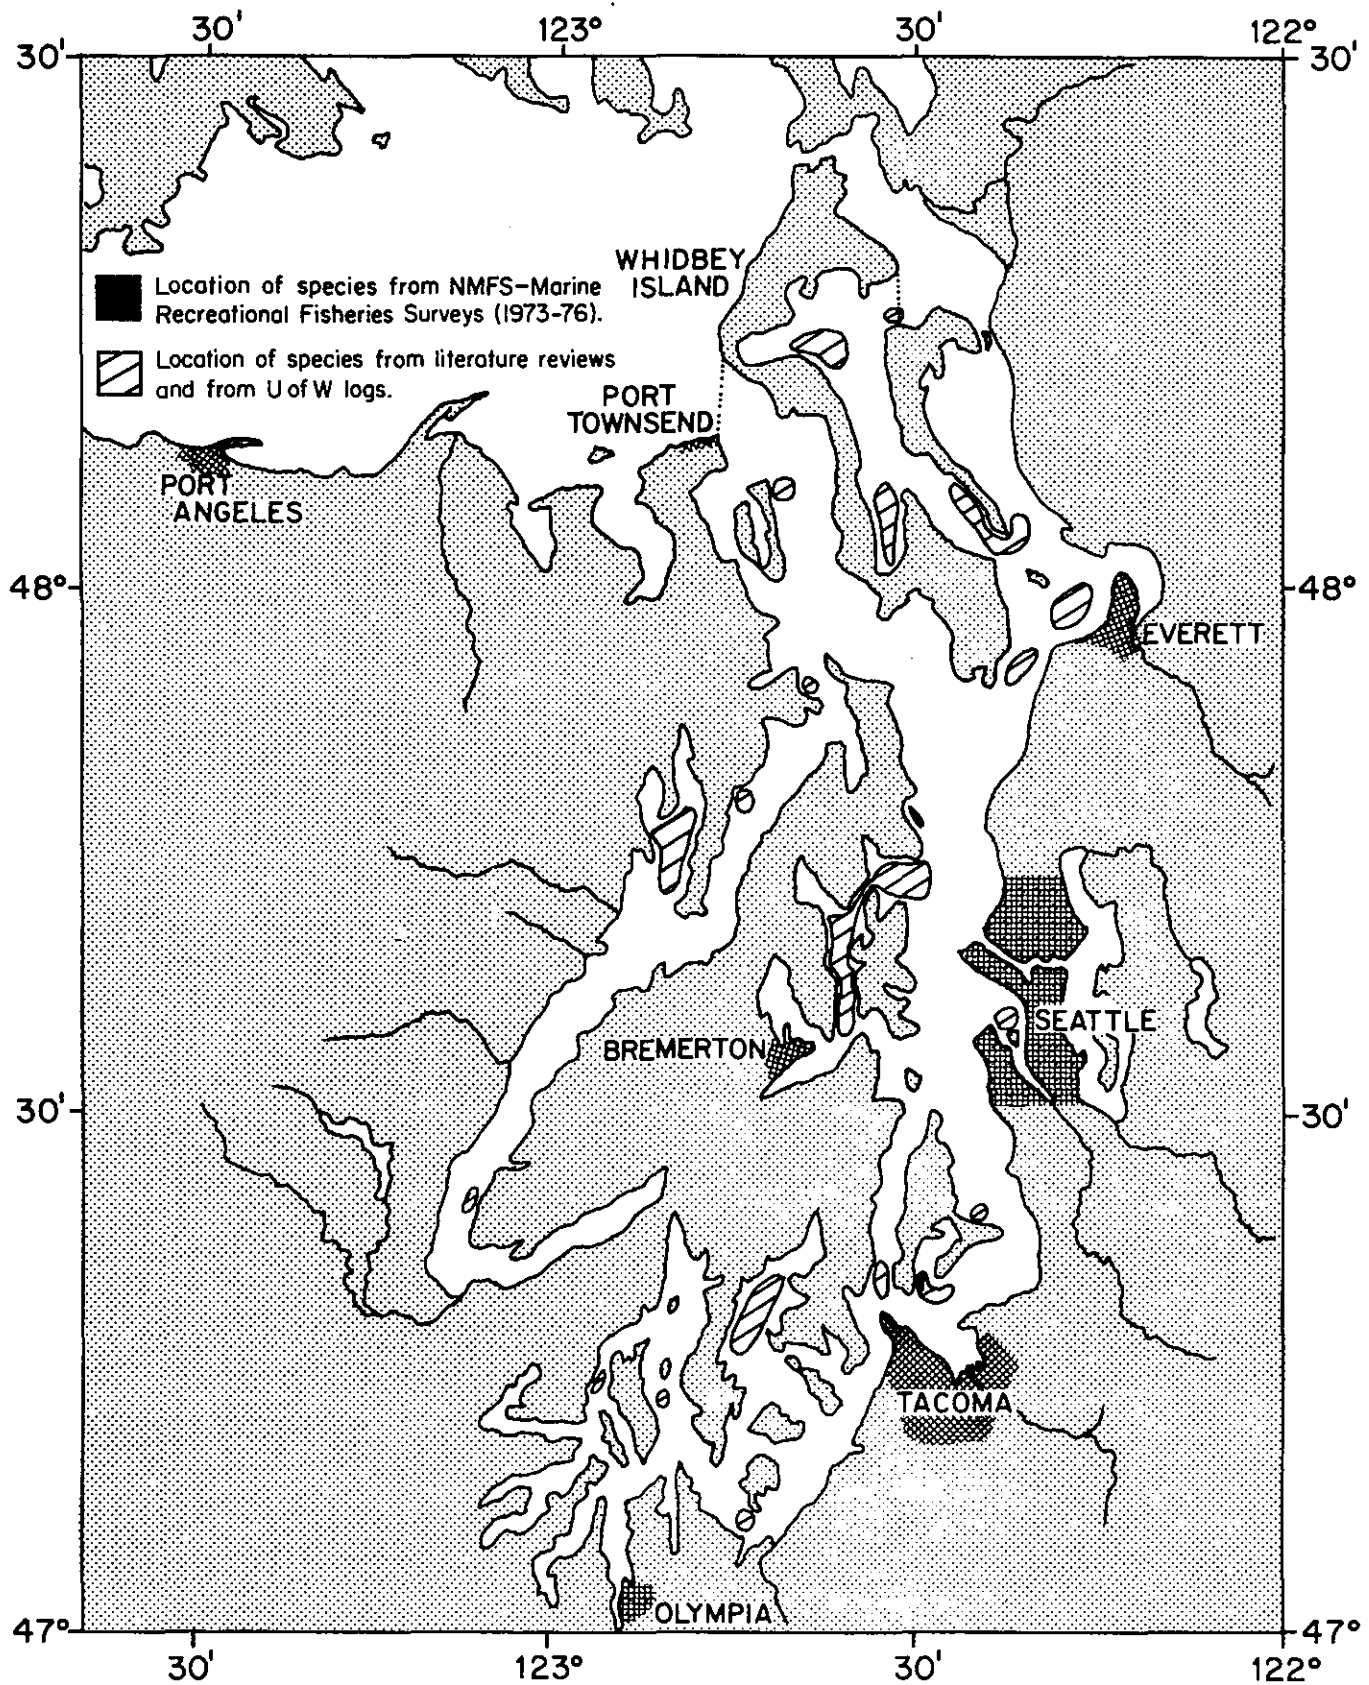 30'
123°
30'
122°
30'
30'
WHIDBEY
ISLAND
Location of species from NMFS-Marine
Recreational Fisheries Surveys (1973-76).
Location of species from literature reviews
and from U of W logs.
PORT
TOWNSEND
PORT
ANGELES
48°
48°
EVERETT
SEATTLE
BREMERTON
30'
30'
TACOMA
OLYMPIA
47°
47°
30'
123°
30'
122°